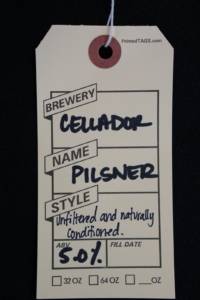 PrintedTAGS.com
BREWERY
CELLADOR
NAME
PILSNER
STYLE
Unfiltered and naturally
conditioned.
ABV FILL DATE
5.0%
32 OZ 64 OZ ___OZ